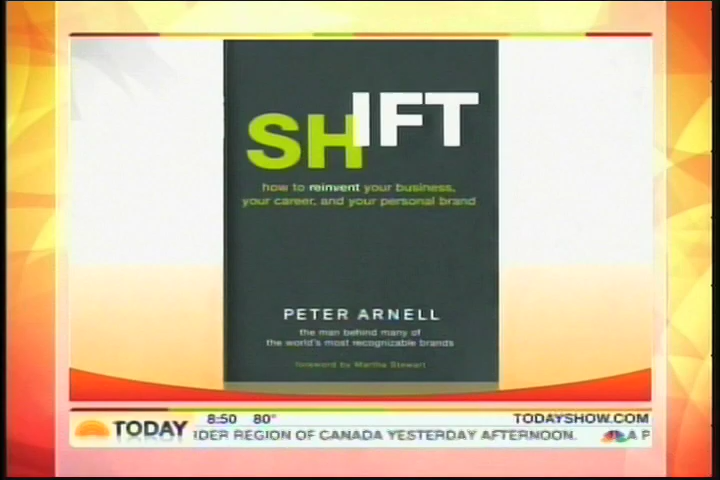 SHIFT
how to reinvent your business,
your career, and your personal brand
PETER ARNELL
the man behind many of
the world's most recognizable brands
foreword by Martha Stewart
TODAY 8:50 80° TODAYSHOW.COM
IDER REGION OF CANADA YESTERDAY AFTERNOON. A P